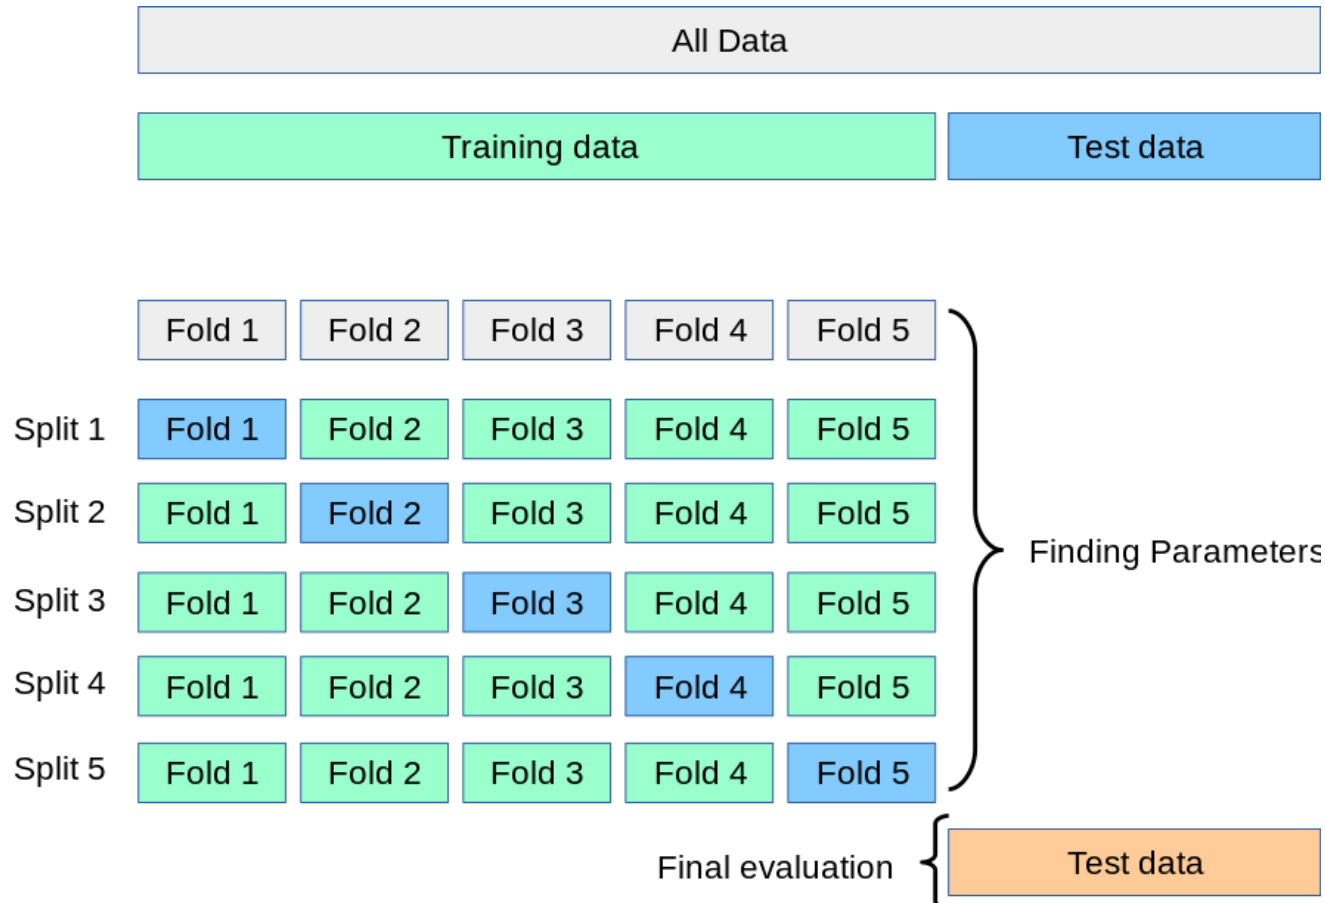 All Data
Training data Test data
Fold 1 Fold 2 Fold 3 Fold 4 Fold 5
Split 1 Fold 1 Fold 2 Fold 3 Fold 4 Fold 5
Split 2 Fold 1 Fold 2 Fold 3 Fold 4 Fold 5
Finding Parameters
Split 3 Fold 1 Fold 2 Fold 3 Fold 4 Fold 5
Split 4 Fold 1 Fold 2 Fold 3 Fold 4 Fold 5
Split 5 Fold 1 Fold 2 Fold 3 Fold 4 Fold 5
Final evaluation Test data